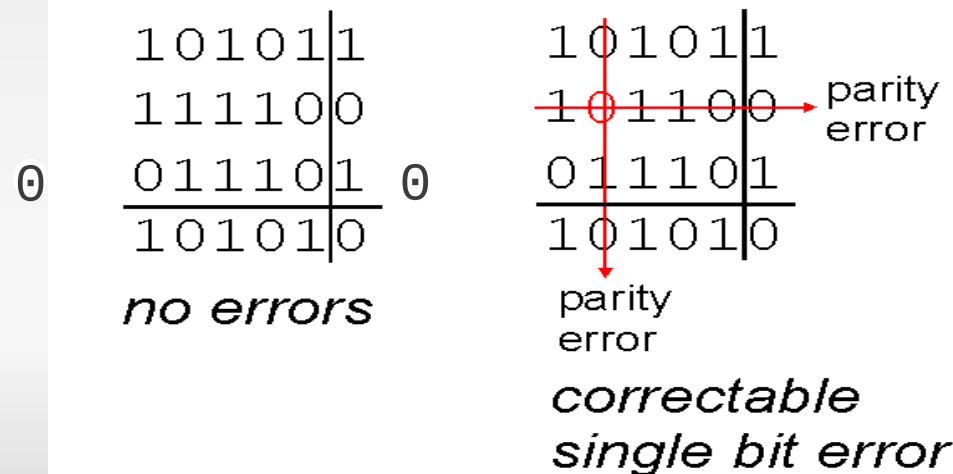 101011
111100
0 011101 0
101010
no errors
101011
101100
011101
101010
parity
error
parity
error
correctable
single bit error